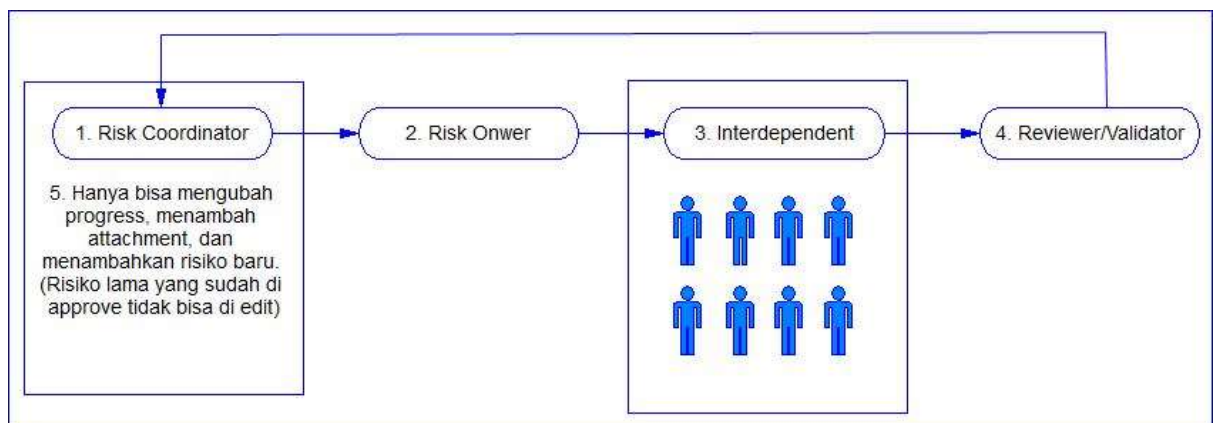 1. Risk Coordinator
2. Risk Onwer
3. Interdependent
4. Reviewer/Validator
5. Hanya bisa mengubah
progress, menambah
attachment, dan
menambahkan risiko baru.
(Risiko lama yang sudah di
approve tidak bisa di edit)